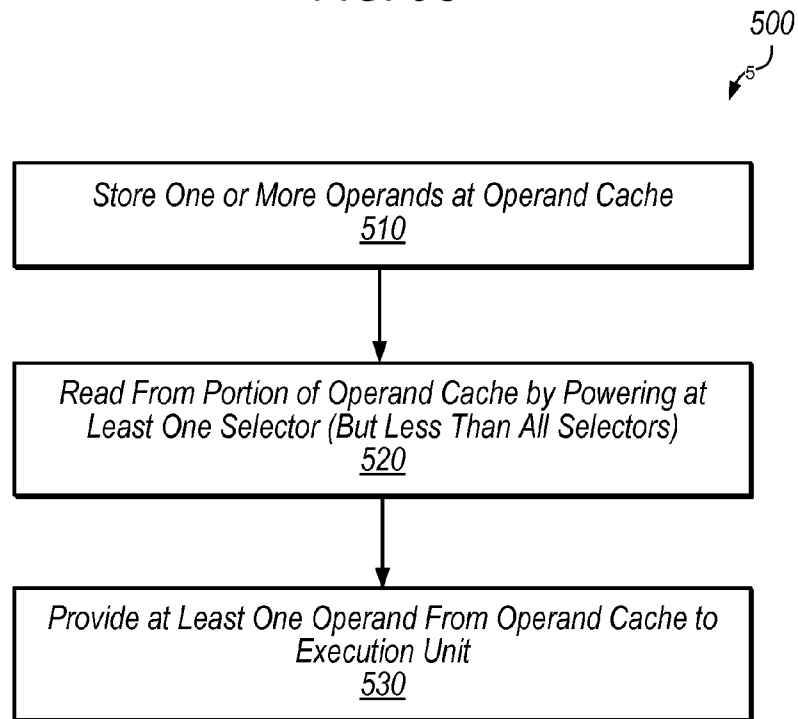 500
5
Store One or More Operands at Operand Cache
510
Read From Portion of Operand Cache by Powering at
Least One Selector (But Less Than All Selectors)
520
Provide at Least One Operand From Operand Cache to
Execution Unit
530